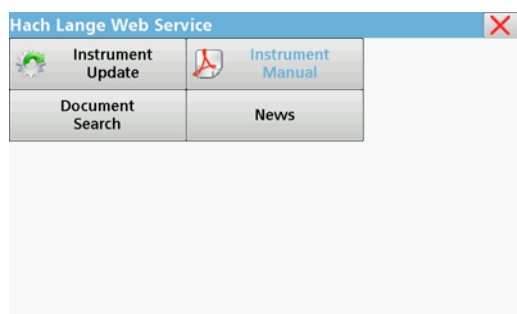 Hach Lange Web Service
Instrument
Update
Instrument
Manual
Document
Search
News